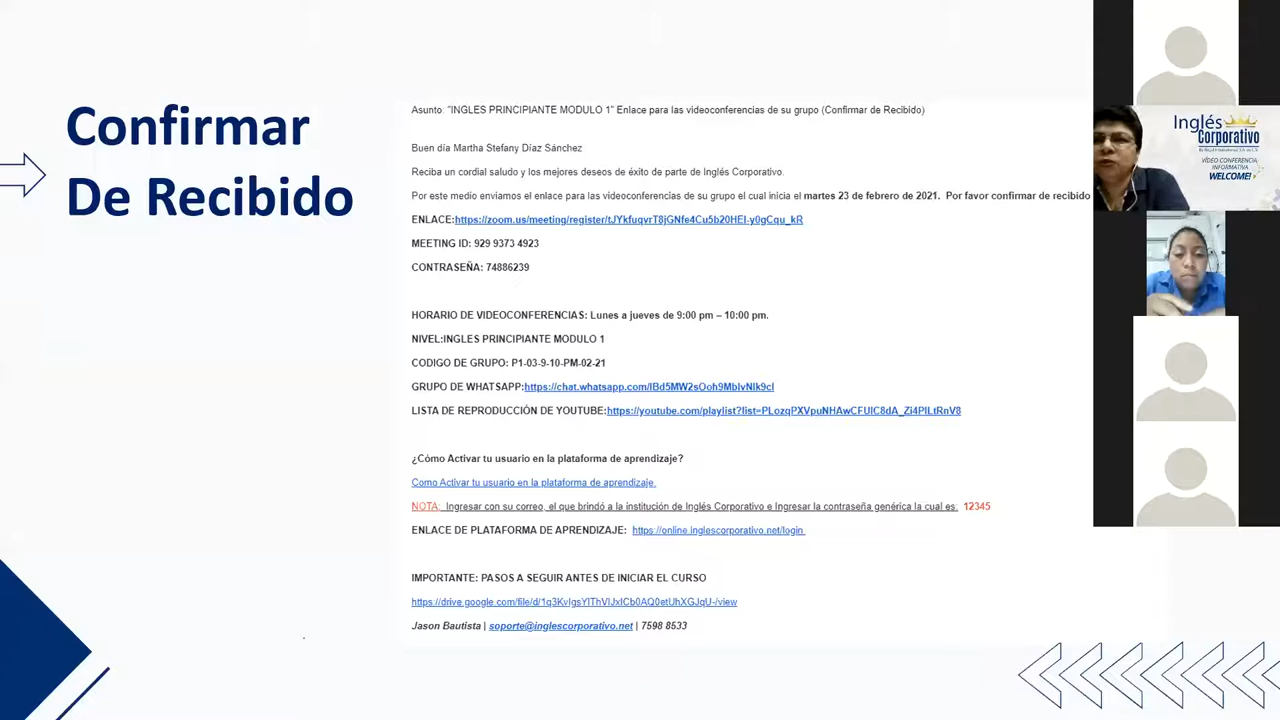 Confirmar
De Recibido
Asunto: "INGLES PRINCIPIANTE MODULO 1" Enlace para las videoconferencias de su grupo (Confirmar de Recibido)
Buen día Martha Stefany Díaz Sánchez
Reciba un cordial saludo y los mejores deseos de éxito de parte de Inglés Corporativo.
Por este medio enviamos el enlace para las videoconferencias de su grupo el cual inicia el martes 23 de febrero de 2021. Por favor confirmar de recibido
ENLACE:https://zoom.us/meeting/register/tJYkfuqvrT8jGNfe4Cu5b20HEI-y0gCqu_kR
MEETING ID: 929 9373 4923
CONTRASEÑA: 74886239
HORARIO DE VIDEOCONFERENCIAS: Lunes a jueves de 9:00 pm – 10:00 pm.
NIVEL:INGLES PRINCIPIANTE MODULO 1
CODIGO DE GRUPO: P1-03-9-10-PM-02-21
GRUPO DE WHATSAPP:https://chat.whatsapp.com/IBd5MW2sOoh9MbIvNIk9cI
LISTA DE REPRODUCCIÓN DE YOUTUBE:https://youtube.com/playlist?list=PLozqPXVpuNHAwCFUIC8dA_Zi4PILtRnV8
¿Cómo Activar tu usuario en la plataforma de aprendizaje?
Como Activar tu usuario en la plataforma de aprendizaje.
NOTA: Ingresar con su correo, el que brindó a la institución de Inglés Corporativo e Ingresar la contraseña genérica la cual es: 12345
ENLACE DE PLATAFORMA DE APRENDIZAJE: https://online.inglescorporativo.net/login
IMPORTANTE: PASOS A SEGUIR ANTES DE INICIAR EL CURSO
https://drive.google.com/file/d/1q3KvIgsYIThVIJxICb0AQ0etUhXGJqU-/view
Jason Bautista | soporte@inglescorporativo.net | 7598 8533
Inglés
Corporativo
VÍDEO CONFERENCIA
INFORMATIVA
WELCOME!